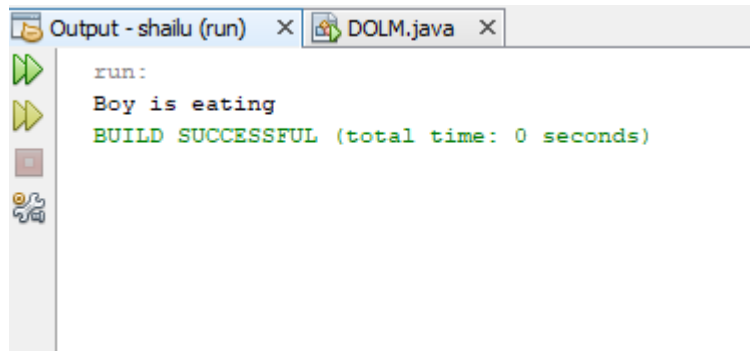 Output - shailu (run) DOLM.java
run:
Boy is eating
BUILD SUCCESSFUL (total time: 0 seconds)